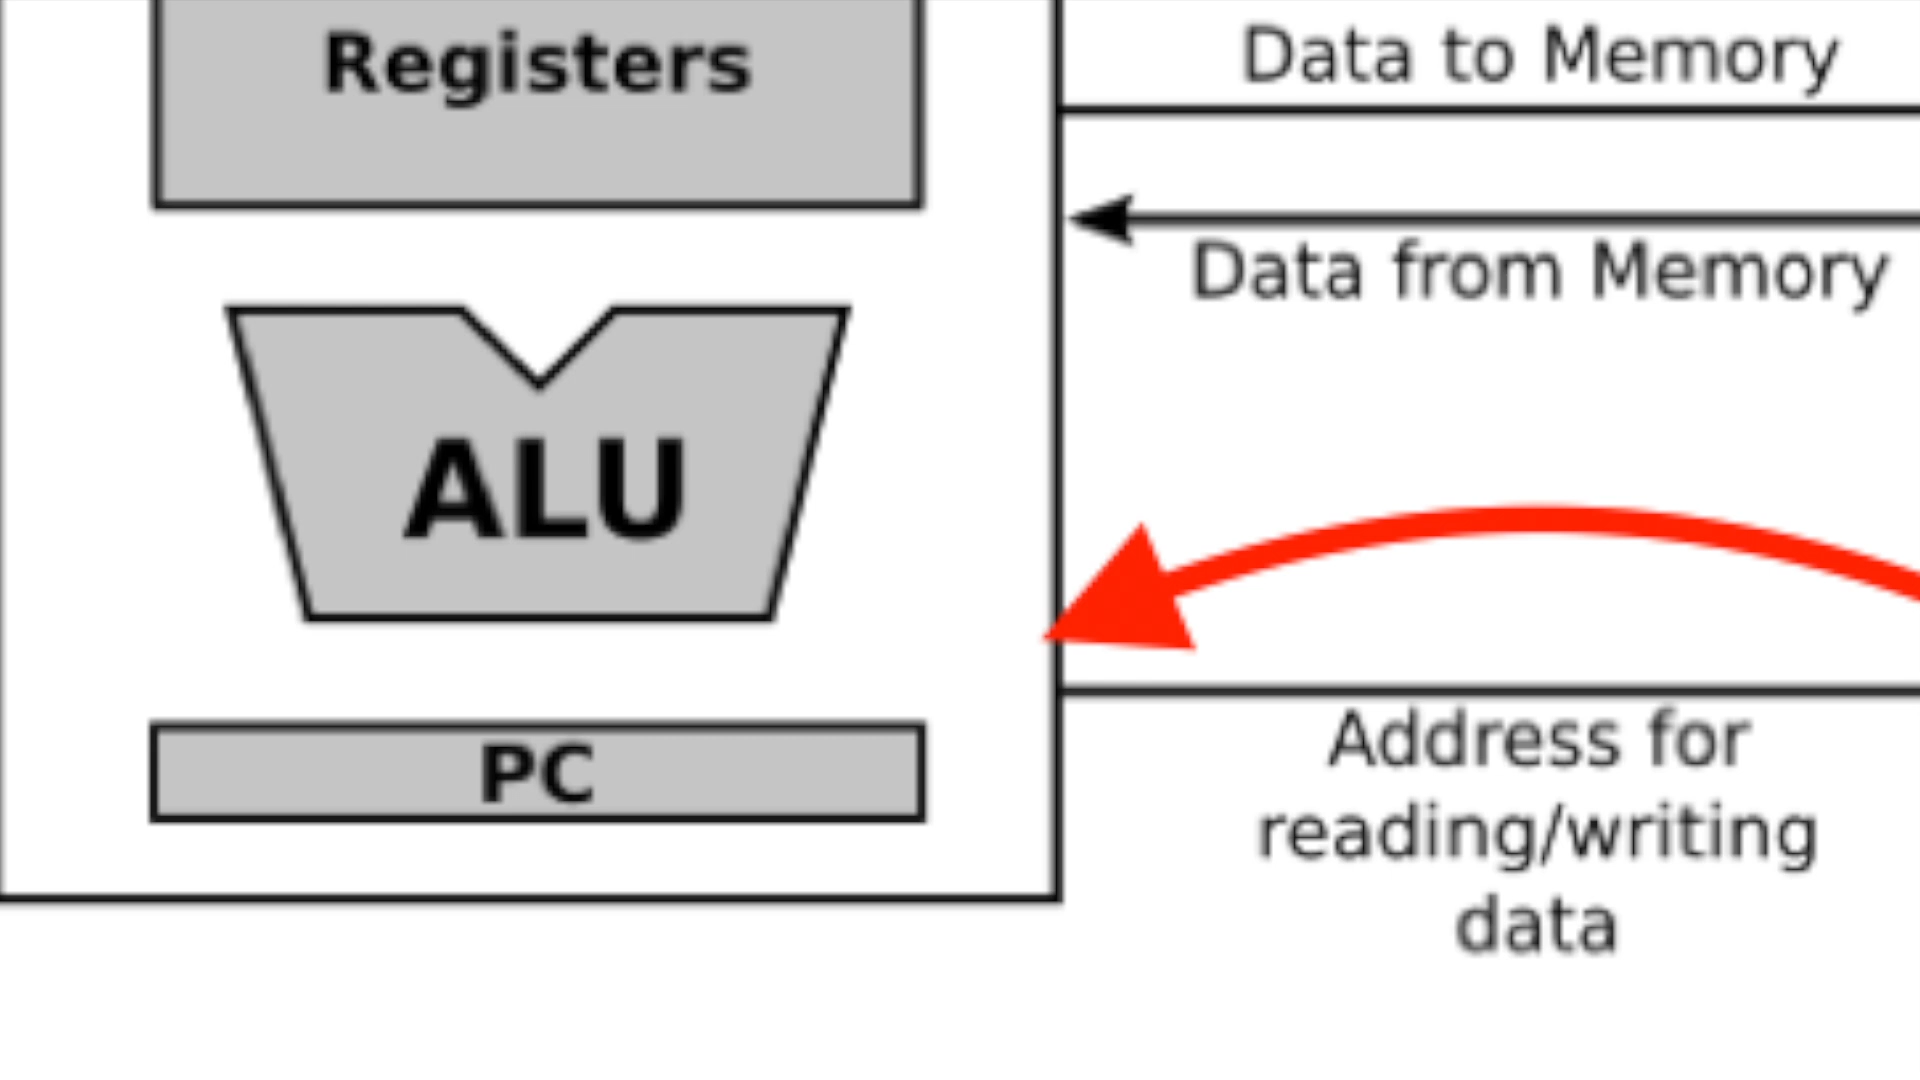 Registers
Data to Memory
Data from Memory
ALU
PC
Address for
reading/writing
data